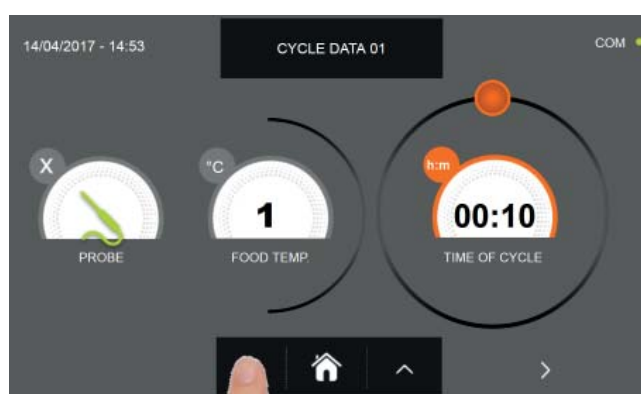 14/04/2017 - 14:53
CYCLE DATA 01
COM
X
°C
h:m
1
00:10
PROBE
FOOD TEMP.
TIME OF CYCLE